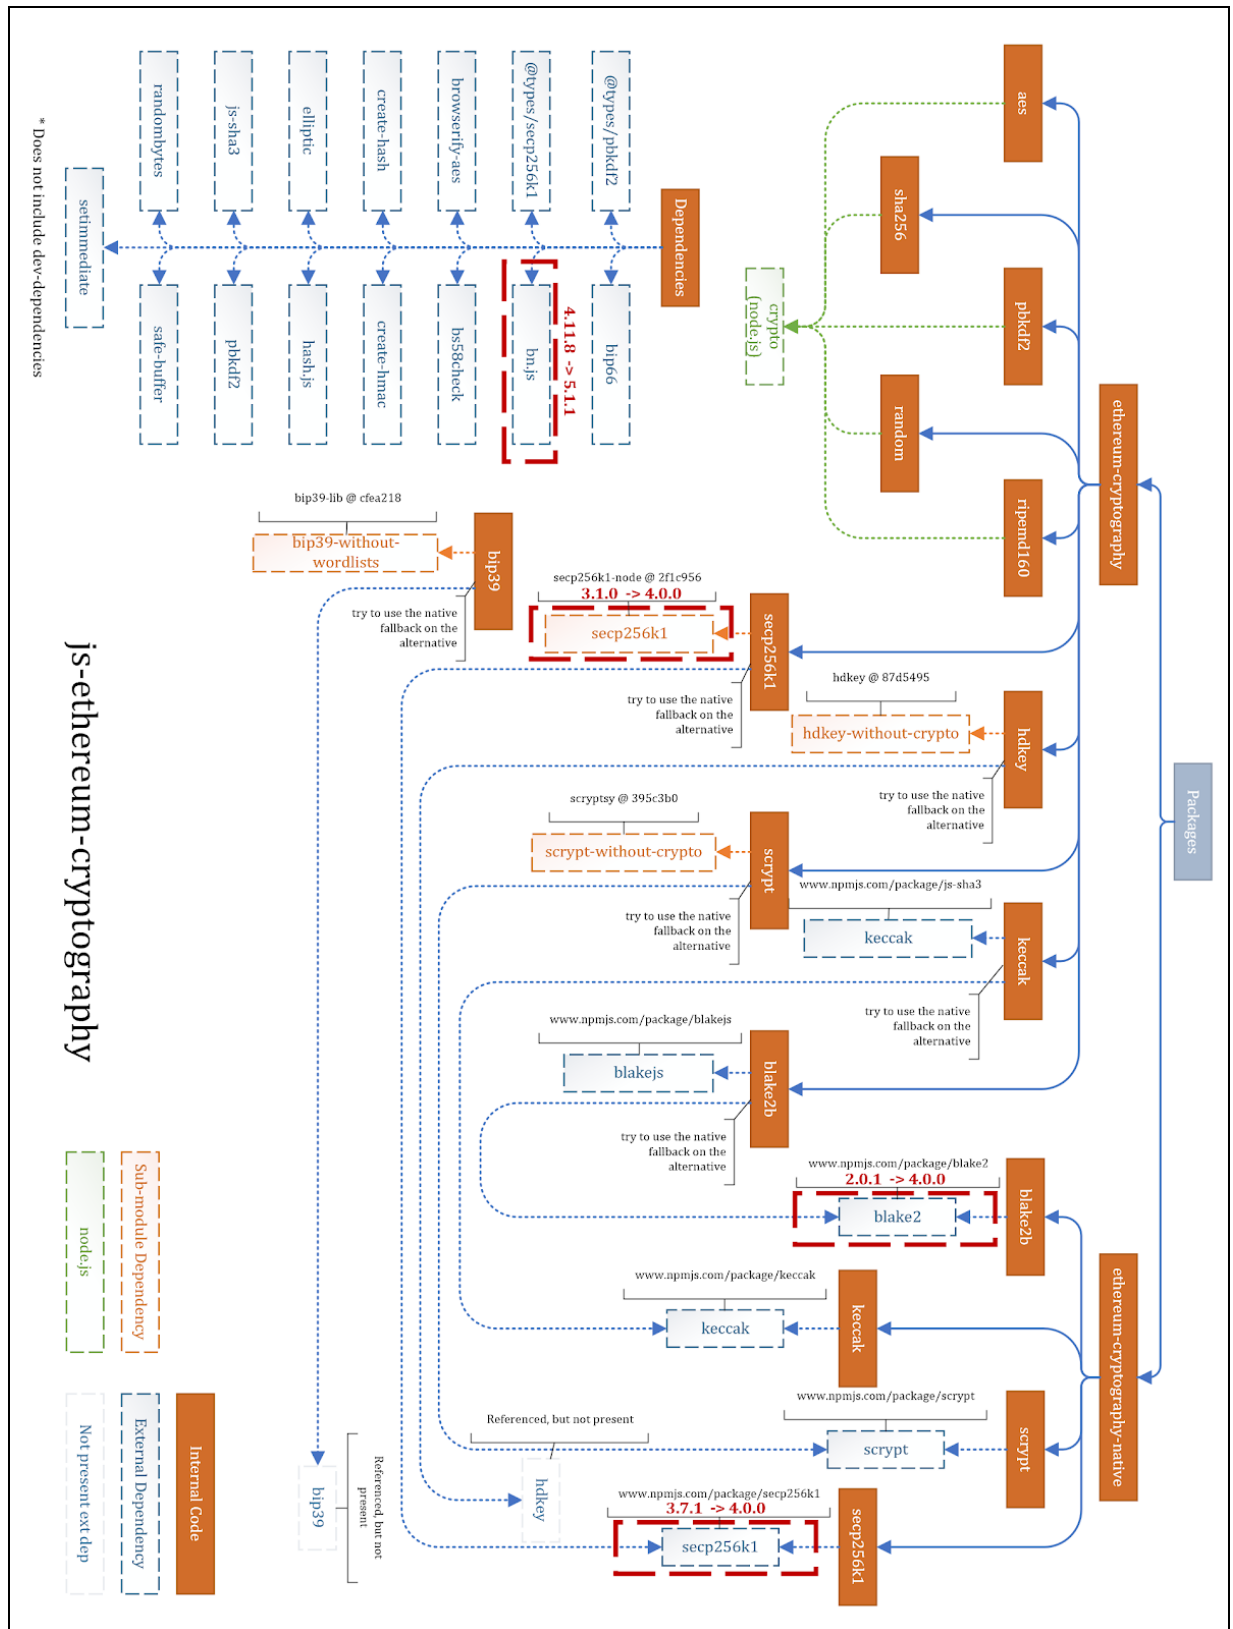 js-ethereum-cryptography
Packages
ethereum-cryptography
aes
sha256
pbkdf2
random
ripemd160
crypto
(node.js)
secp256k1
secp256k1-node @ 2f1c956
3.1.0 -> 4.0.0
secp256k1
try to use the native
fallback on the
alternative
hdkey
hdkey @ 87d5495
hdkey-without-crypto
try to use the native
fallback on the
alternative
scrypt
scryptsy @ 395c3b0
scrypt-without-crypto
try to use the native
fallback on the
alternative
keccak
www.npmjs.com/package/js-sha3
keccak
try to use the native
fallback on the
alternative
blake2b
www.npmjs.com/package/blakejs
blakejs
try to use the native
fallback on the
alternative
bip39
bip39-lib @ cfea218
bip39-without-
wordlists
try to use the native
fallback on the
alternative
ethereum-cryptography-native
blake2b
www.npmjs.com/package/blake2
2.0.1 -> 4.0.0
blake2
keccak
www.npmjs.com/package/keccak
keccak
scrypt
www.npmjs.com/package/scrypt
scrypt
secp256k1
www.npmjs.com/package/secp256k1
3.7.1 -> 4.0.0
secp256k1
Referenced, but not present
hdkey
Referenced, but not
present
bip39
Dependencies
@types/pbkdf2
bip66
@types/secp256k1
4.11.8 -> 5.1.1
bn.js
browserify-aes
bs58check
create-hash
create-hmac
elliptic
hash.js
js-sha3
pbkdf2
randombytes
safe-buffer
setimmediate
* Does not include dev-dependencies
Internal Code
Sub-module Dependency
External Dependency
node.js
Not present ext dep